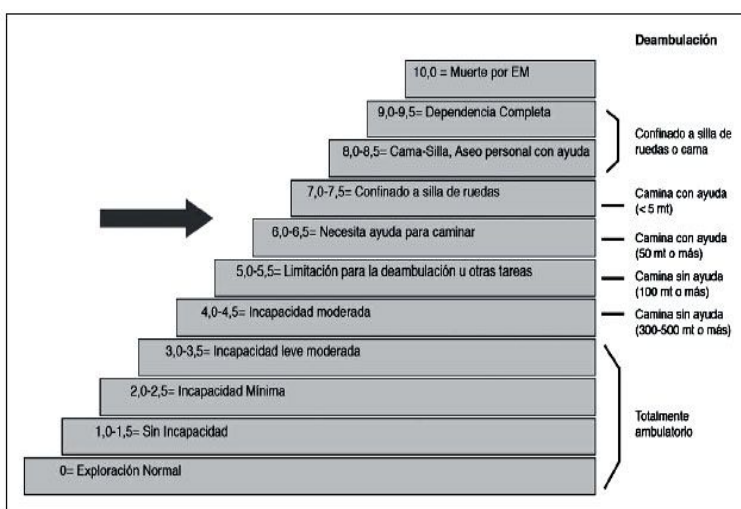 Deambulación
10,0 = Muerte por EM
9,0-9,5= Dependencia Completa
8,0-8,5= Cama-Silla, Aseo personal con ayuda
Confinado a silla de
ruedas o cama
7,0-7,5= Confinado a silla de ruedas
Camina con ayuda
(< 5 mt)
6,0-6,5= Necesita ayuda para caminar
Camina con ayuda
(50 mt o más)
5,0-5,5= Limitación para la deambulación u otras tareas
Camina sin ayuda
(100 mt o más)
4,0-4,5= Incapacidad moderada
Camina sin ayuda
(300-500 mt o más)
3,0-3,5= Incapacidad leve moderada
2,0-2,5= Incapacidad Mínima
1,0-1,5= Sin Incapacidad
0= Exploración Normal
Totalmente
ambulatorio